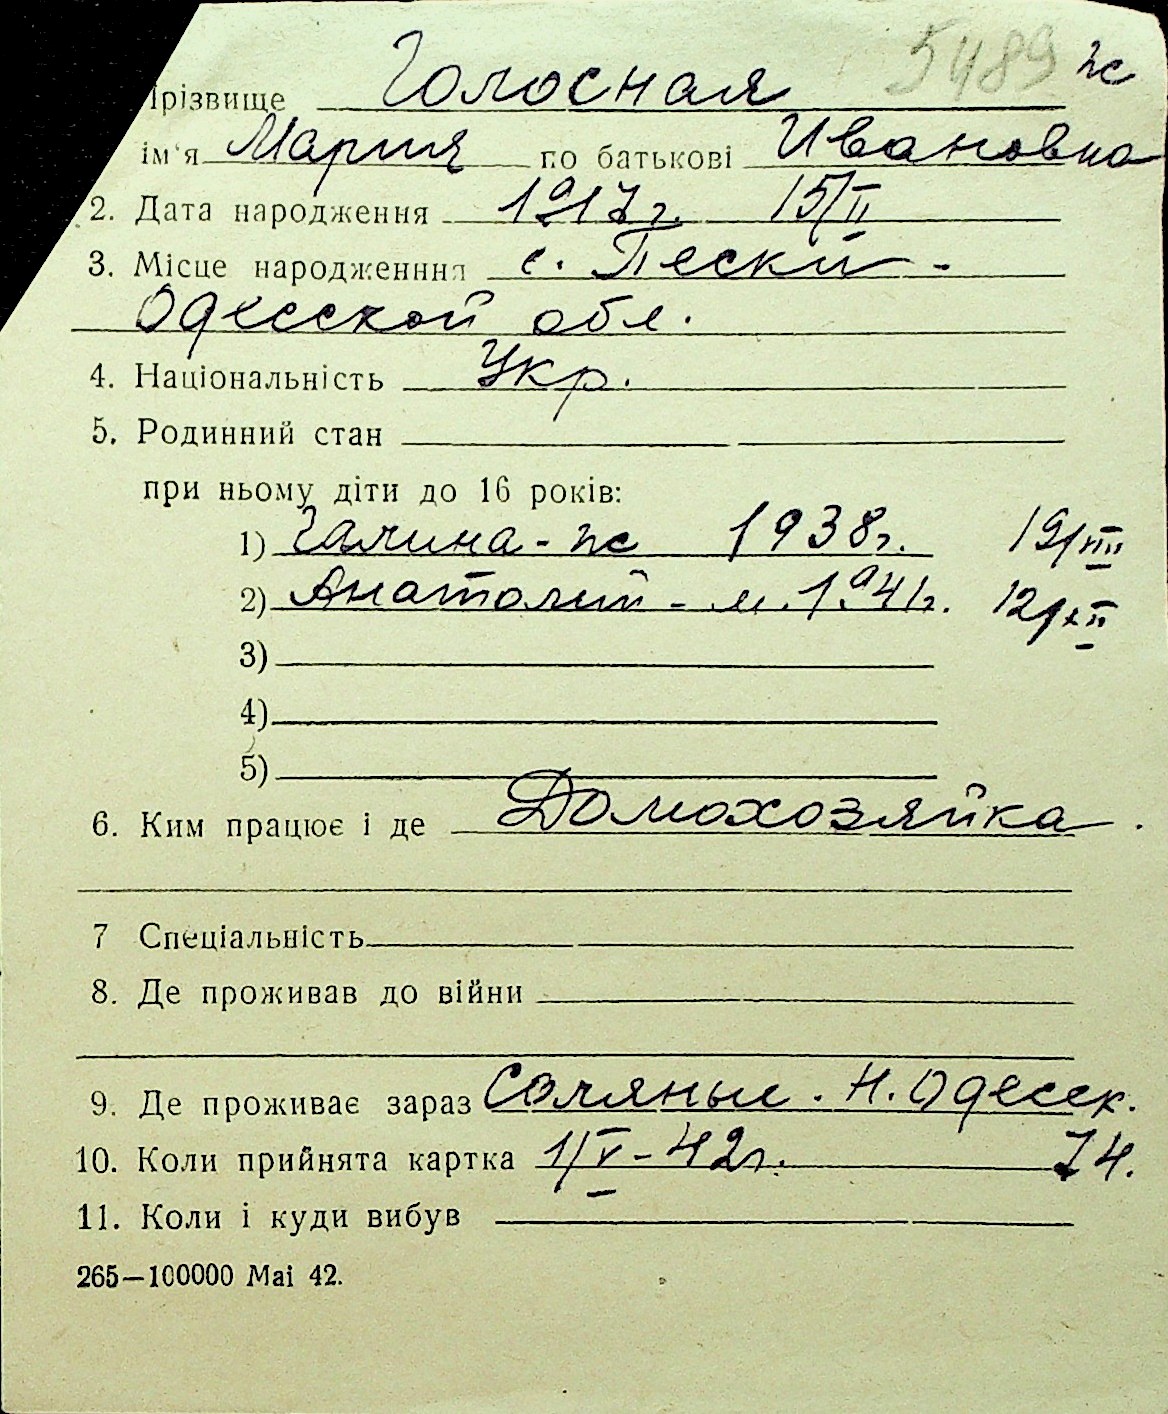 5489 ж
Прізвище Голосная
ім'я Мария по батькові Ивановна
2. Дата народження 1917г. 15/II
3. Місце народженння с. Пески -
Одесской обл.
4. Національність Укр.
5. Родинний стан
при ньому діти до 16 років:
1) Галина - ж 1938г. 19/VIII
2) Анатолий - м. 1941г. 12/XII
3)
4)
5)
6. Ким працює і де Домохозяйка.
7 Спеціальність
8. Де проживав до війни
9. Де проживає зараз Соляные. Н. Одесск.
10. Коли прийнята картка 1/V - 42г. 74.
11. Коли і куди вибув
265—100000 Mai 42.